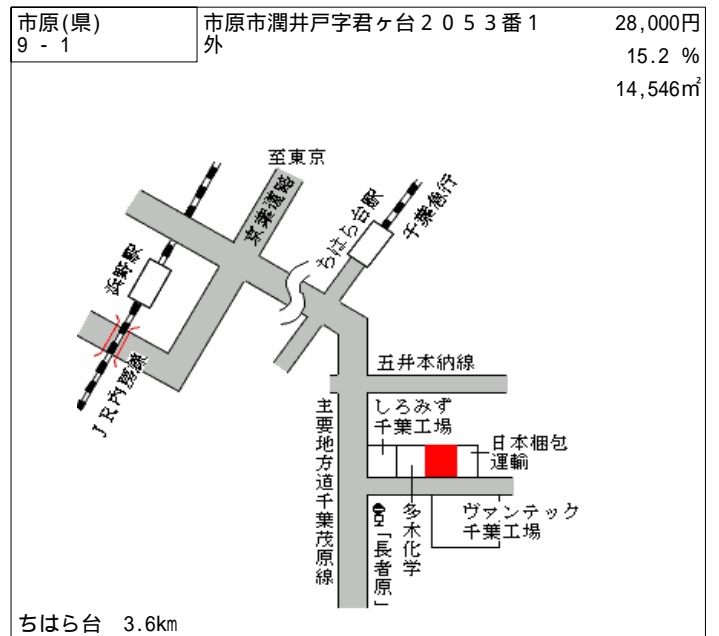 市原(県)
9 - 1
市原市潤井戸字君ヶ台２０５３番１
外
28,000円
15.2 %
14,546㎡
至東京
京葉道路
ちはら台駅
千葉急行
浜野駅
ＪＲ内房線
五井本納線
主要地方道千葉茂原線
しろみず
千葉工場
日本梱包
運輸
「長者原」
多木化学
ヴァンテック
千葉工場
ちはら台　3.6km